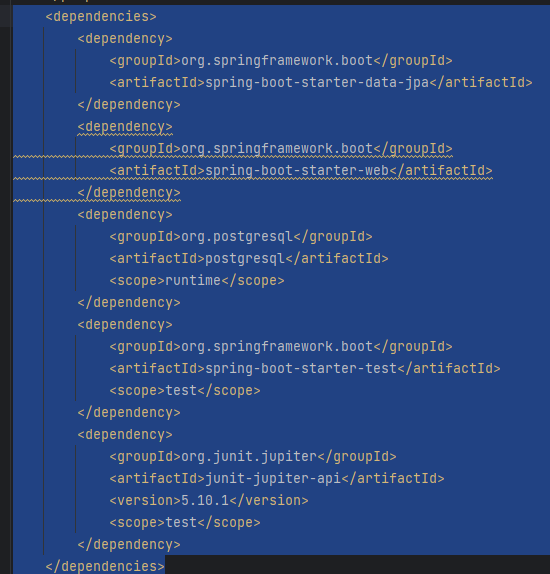 <dependencies>
<dependency>
<groupId>org.springframework.boot</groupId>
<artifactId>spring-boot-starter-data-jpa</artifactId>
</dependency>
<dependency>
<groupId>org.springframework.boot</groupId>
<artifactId>spring-boot-starter-web</artifactId>
</dependency>
<dependency>
<groupId>org.postgresql</groupId>
<artifactId>postgresql</artifactId>
<scope>runtime</scope>
</dependency>
<dependency>
<groupId>org.springframework.boot</groupId>
<artifactId>spring-boot-starter-test</artifactId>
<scope>test</scope>
</dependency>
<dependency>
<groupId>org.junit.jupiter</groupId>
<artifactId>junit-jupiter-api</artifactId>
<version>5.10.1</version>
<scope>test</scope>
</dependency>
</dependencies>